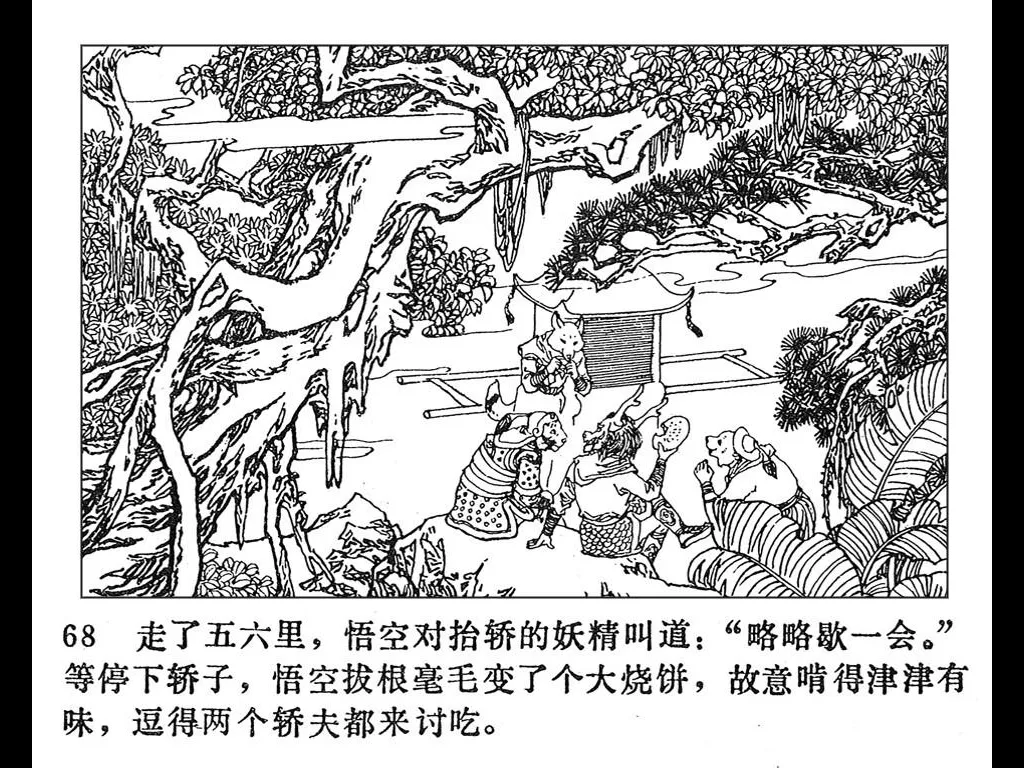 68 走了五六里，悟空对抬轿的妖精叫道：“略略歇一会。”
等停下轿子，悟空拔根毫毛变了个大烧饼，故意啃得津津有
味，逗得两个轿夫都来讨吃。